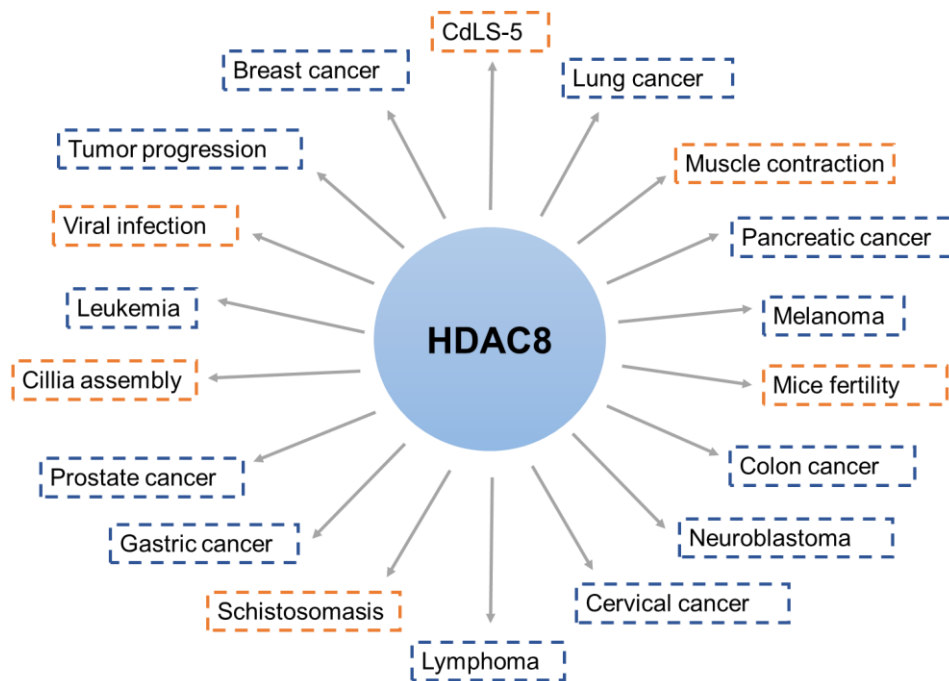 CdLS-5
Breast cancer
Lung cancer
Tumor progression
Muscle contraction
Viral infection
Pancreatic cancer
Leukemia
Melanoma
HDAC8
Cillia assembly
Mice fertility
Prostate cancer
Colon cancer
Gastric cancer
Neuroblastoma
Schistosomasis
Cervical cancer
Lymphoma